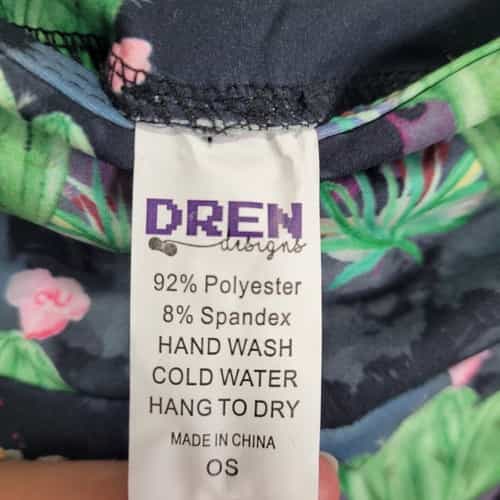 DREN
designs
92% Polyester
8% Spandex
HAND WASH
COLD WATER
HANG TO DRY
MADE IN CHINA
OS